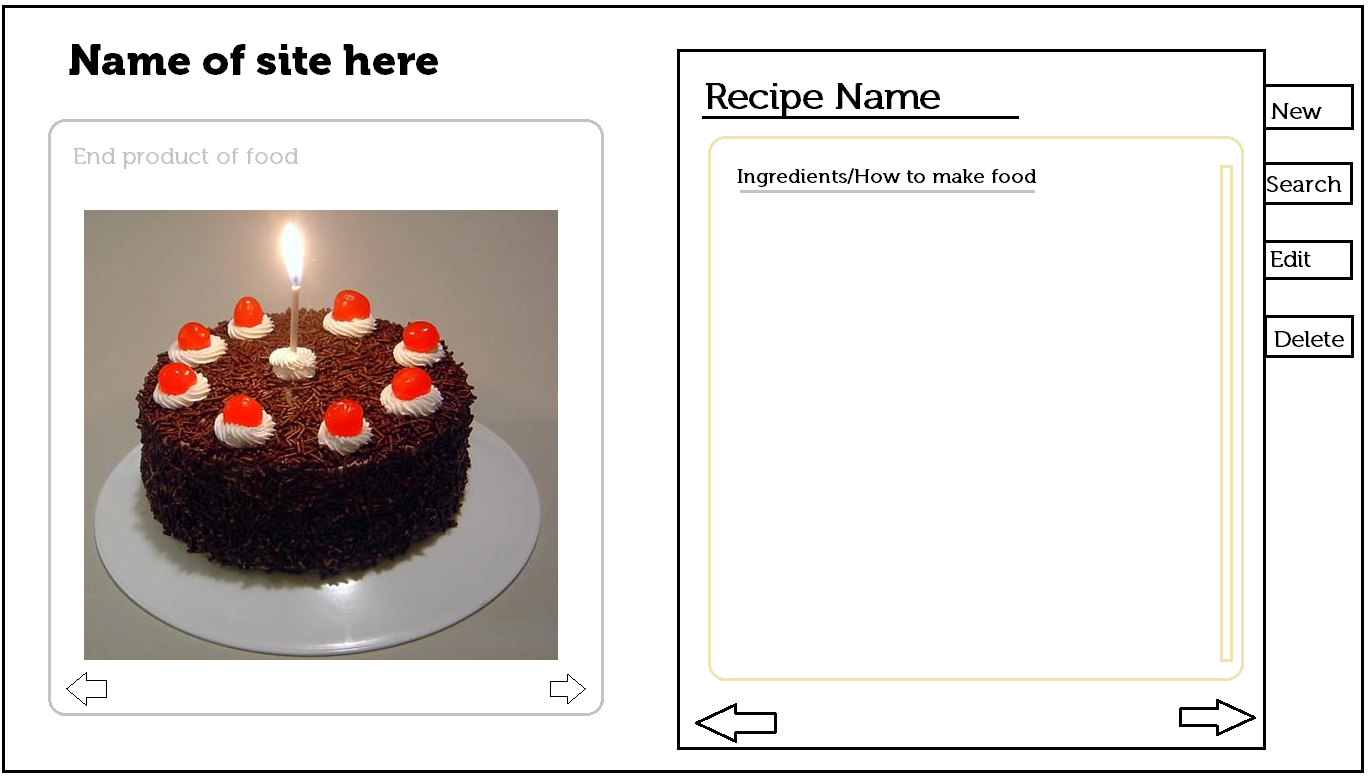 Name of site here
End product of food
Recipe Name
Ingredients/How to make food
New
Search
Edit
Delete